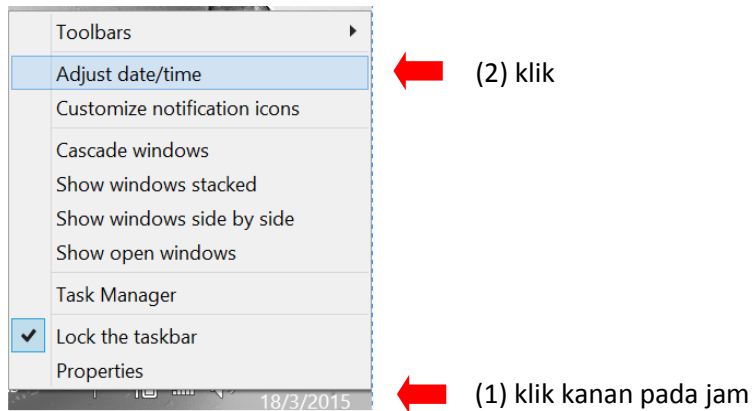 Toolbars
Adjust date/time
(2) klik
Customize notification icons
Cascade windows
Show windows stacked
Show windows side by side
Show open windows
Task Manager
Lock the taskbar
Properties
18/3/2015
(1) klik kanan pada jam